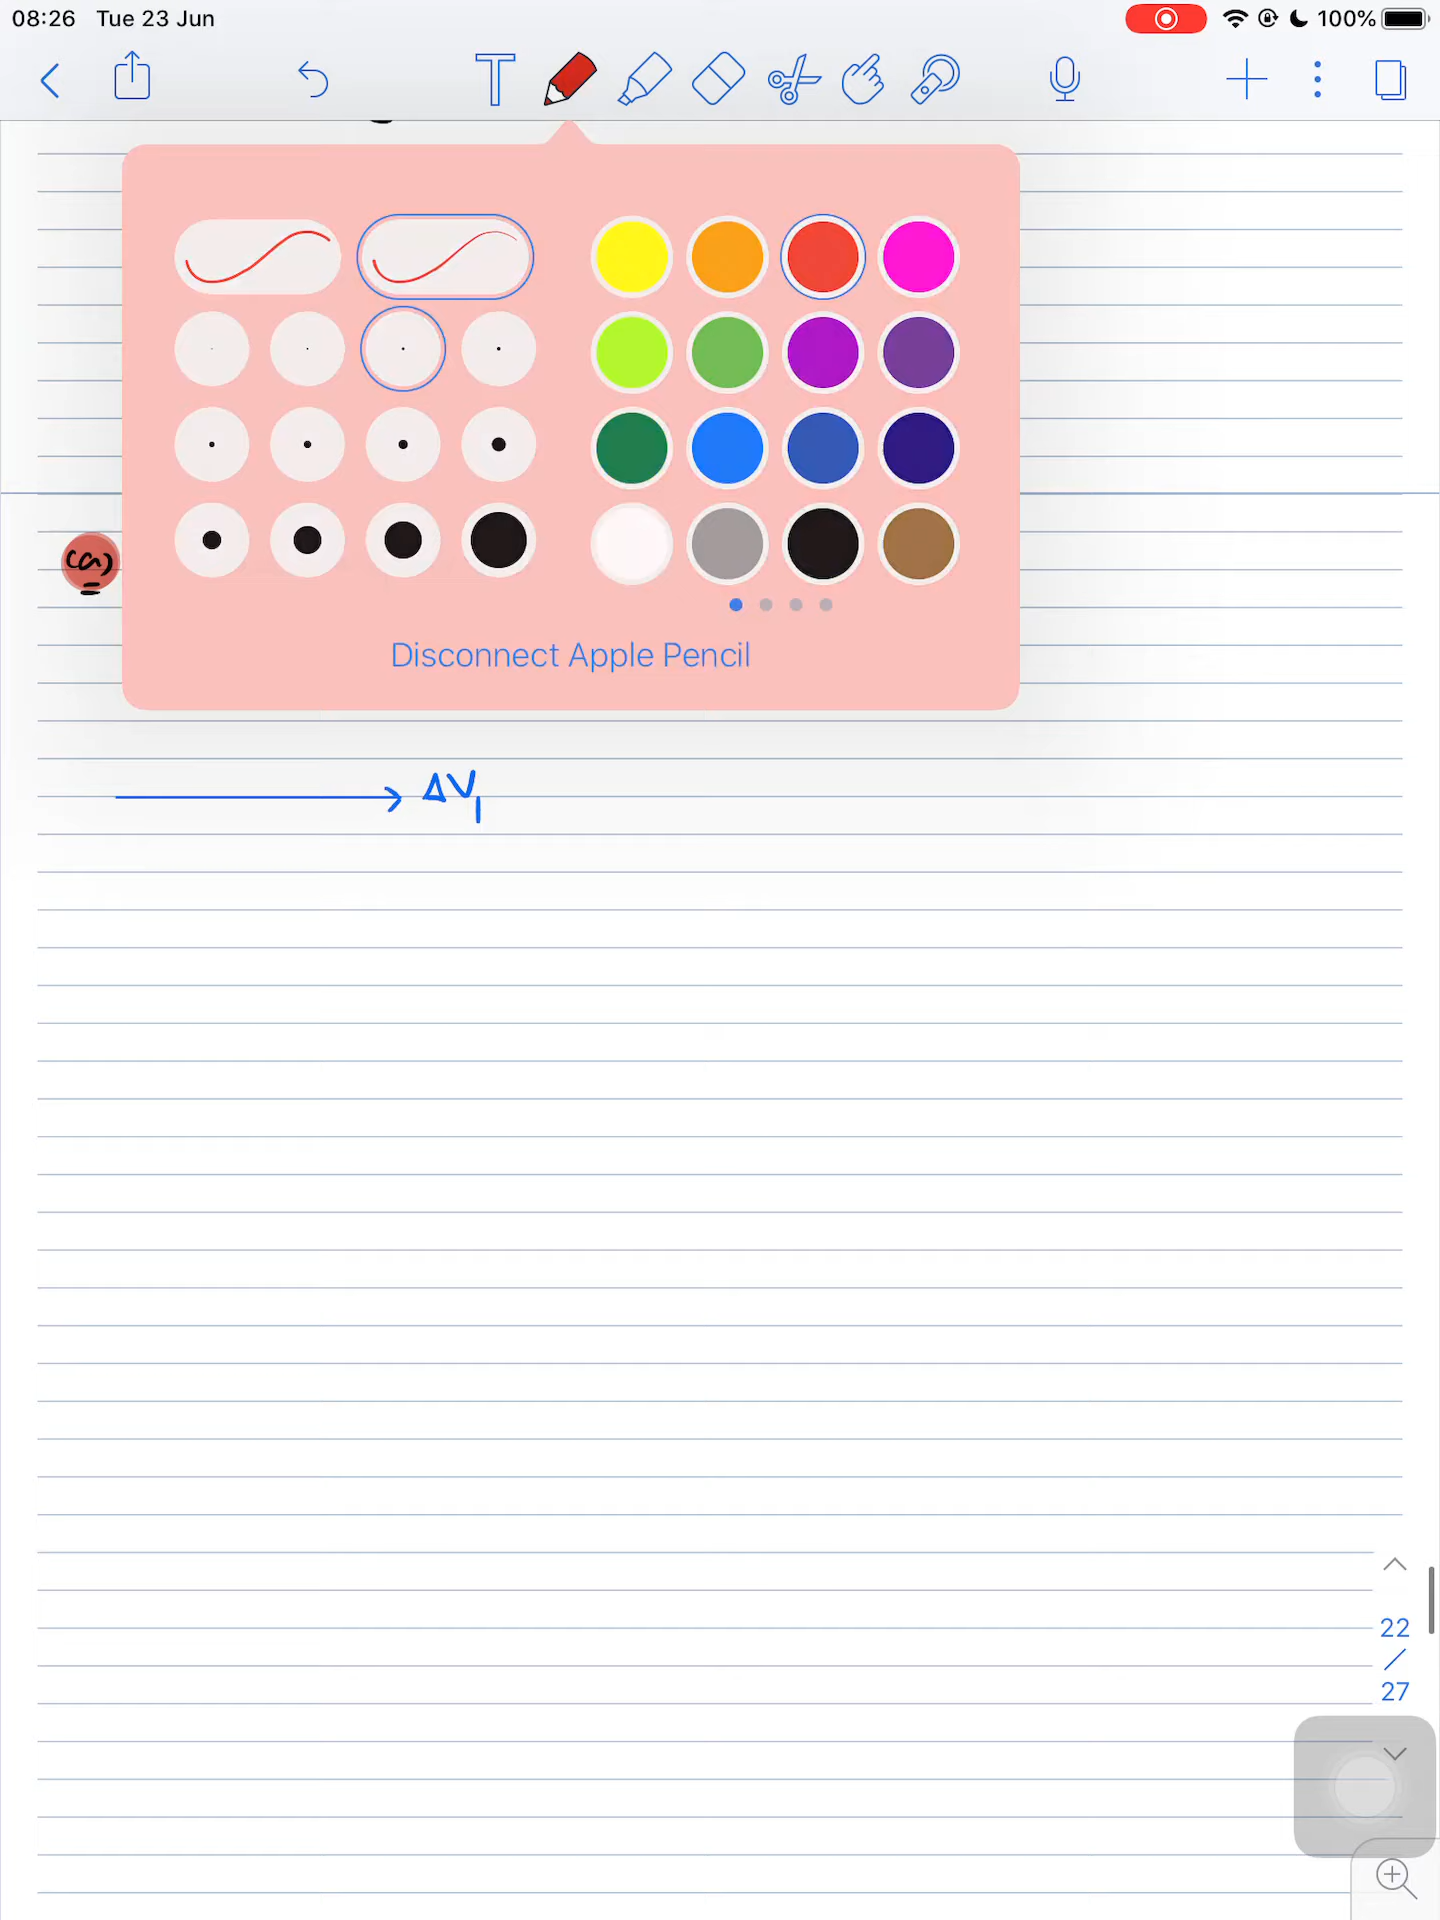 08:26 Tue 23 Jun 100%
T
(a)
Disconnect Apple Pencil
ΔV₁
22
/
27